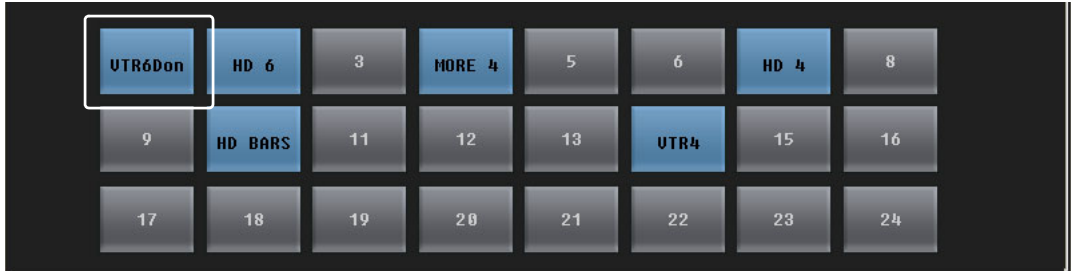 VTR6Don HD 6 3 MORE 4 5 6 HD 4 8
9 HD BARS 11 12 13 VTR4 15 16
17 18 19 20 21 22 23 24